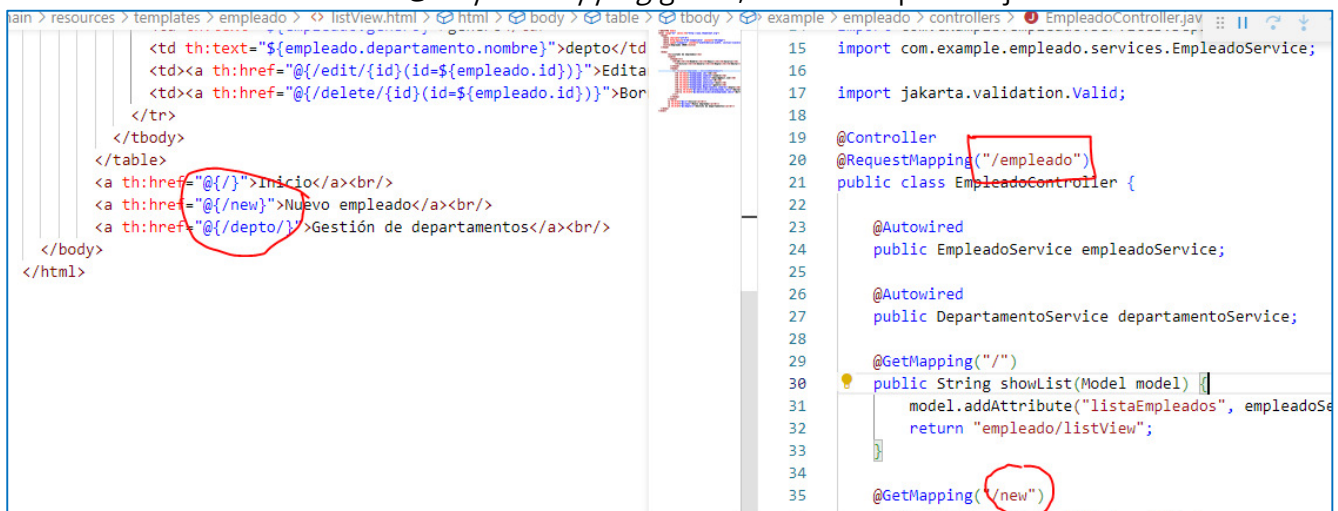 ain > resources > templates > empleado > <> listView.html > html > body > table > tbody >
<td th:text="${empleado.departamento.nombre}">depto</td
<td><a th:href="@{/edit/{id}(id=${empleado.id})}">Edita
<td><a th:href="@{/delete/{id}(id=${empleado.id})}">Bor
</tr>
</tbody>
</table>
<a th:href="@{/}">Inicio</a><br/>
<a th:href="@{/new}">Nuevo empleado</a><br/>
<a th:href="@{/depto/}">Gestión de departamentos</a><br/>
</body>
</html>
example > empleado > controllers > EmpleadoController.jav
15 import com.example.empleado.services.EmpleadoService;
16
17 import jakarta.validation.Valid;
18
19 @Controller
20 @RequestMapping("/empleado")
21 public class EmpleadoController {
22
23 @Autowired
24 public EmpleadoService empleadoService;
25
26 @Autowired
27 public DepartamentoService departamentoService;
28
29 @GetMapping("/")
30 public String showList(Model model) {
31 model.addAttribute("listaEmpleados", empleadoSe
32 return "empleado/listView";
33 }
34
35 @GetMapping("/new")